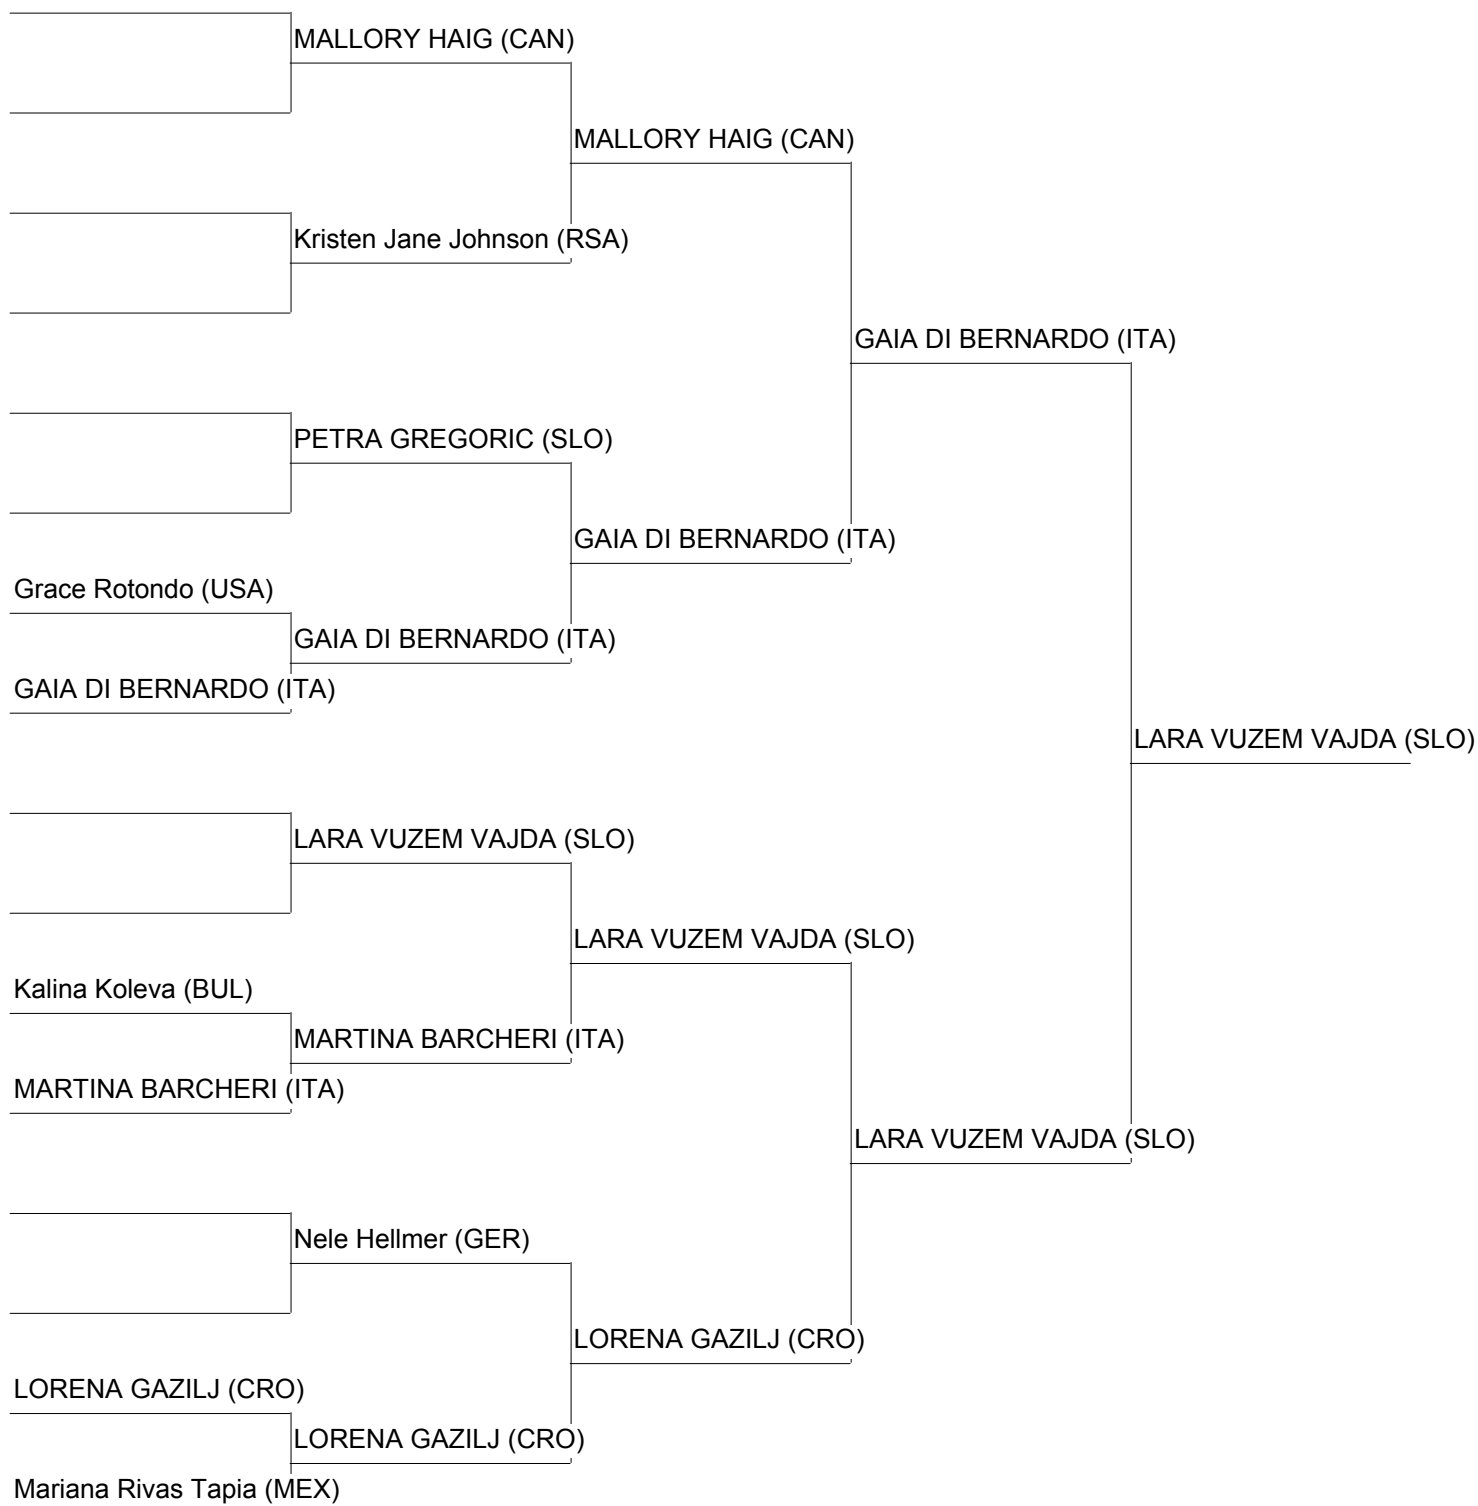 MALLORY HAIG (CAN)
MALLORY HAIG (CAN)
Kristen Jane Johnson (RSA)
GAIA DI BERNARDO (ITA)
PETRA GREGORIC (SLO)
GAIA DI BERNARDO (ITA)
Grace Rotondo (USA)
GAIA DI BERNARDO (ITA)
GAIA DI BERNARDO (ITA)
LARA VUZEM VAJDA (SLO)
LARA VUZEM VAJDA (SLO)
LARA VUZEM VAJDA (SLO)
Kalina Koleva (BUL)
MARTINA BARCHERI (ITA)
MARTINA BARCHERI (ITA)
LARA VUZEM VAJDA (SLO)
Nele Hellmer (GER)
LORENA GAZILJ (CRO)
LORENA GAZILJ (CRO)
LORENA GAZILJ (CRO)
Mariana Rivas Tapia (MEX)